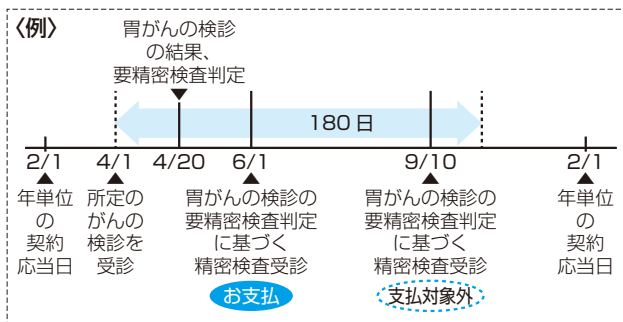 〈例〉
胃がんの検診
の結果、
要精密検査判定
180日
2/1
4/1
4/20
6/1
9/10
2/1
年単位
の
契約
応当日
所定の
がんの
検診を
受診
胃がんの検診の
要精密検査判定
に基づく
精密検査受診
お支払
胃がんの検診の
要精密検査判定
に基づく
精密検査受診
支払対象外
年単位
の
契約
応当日